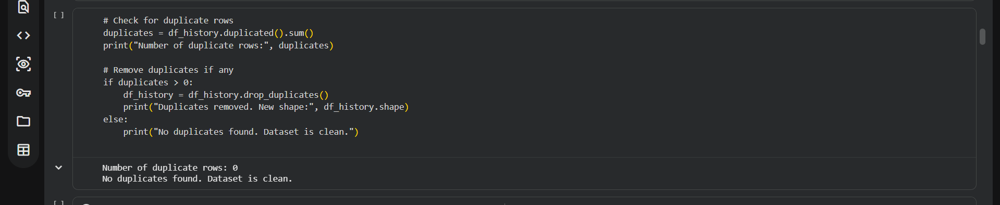 [ ]
# Check for duplicate rows
duplicates = df_history.duplicated().sum()
print("Number of duplicate rows:", duplicates)
# Remove duplicates if any
if duplicates > 0:
    df_history = df_history.drop_duplicates()
    print("Duplicates removed. New shape:", df_history.shape)
else:
    print("No duplicates found. Dataset is clean.")
Number of duplicate rows: 0
No duplicates found. Dataset is clean.
[ ]